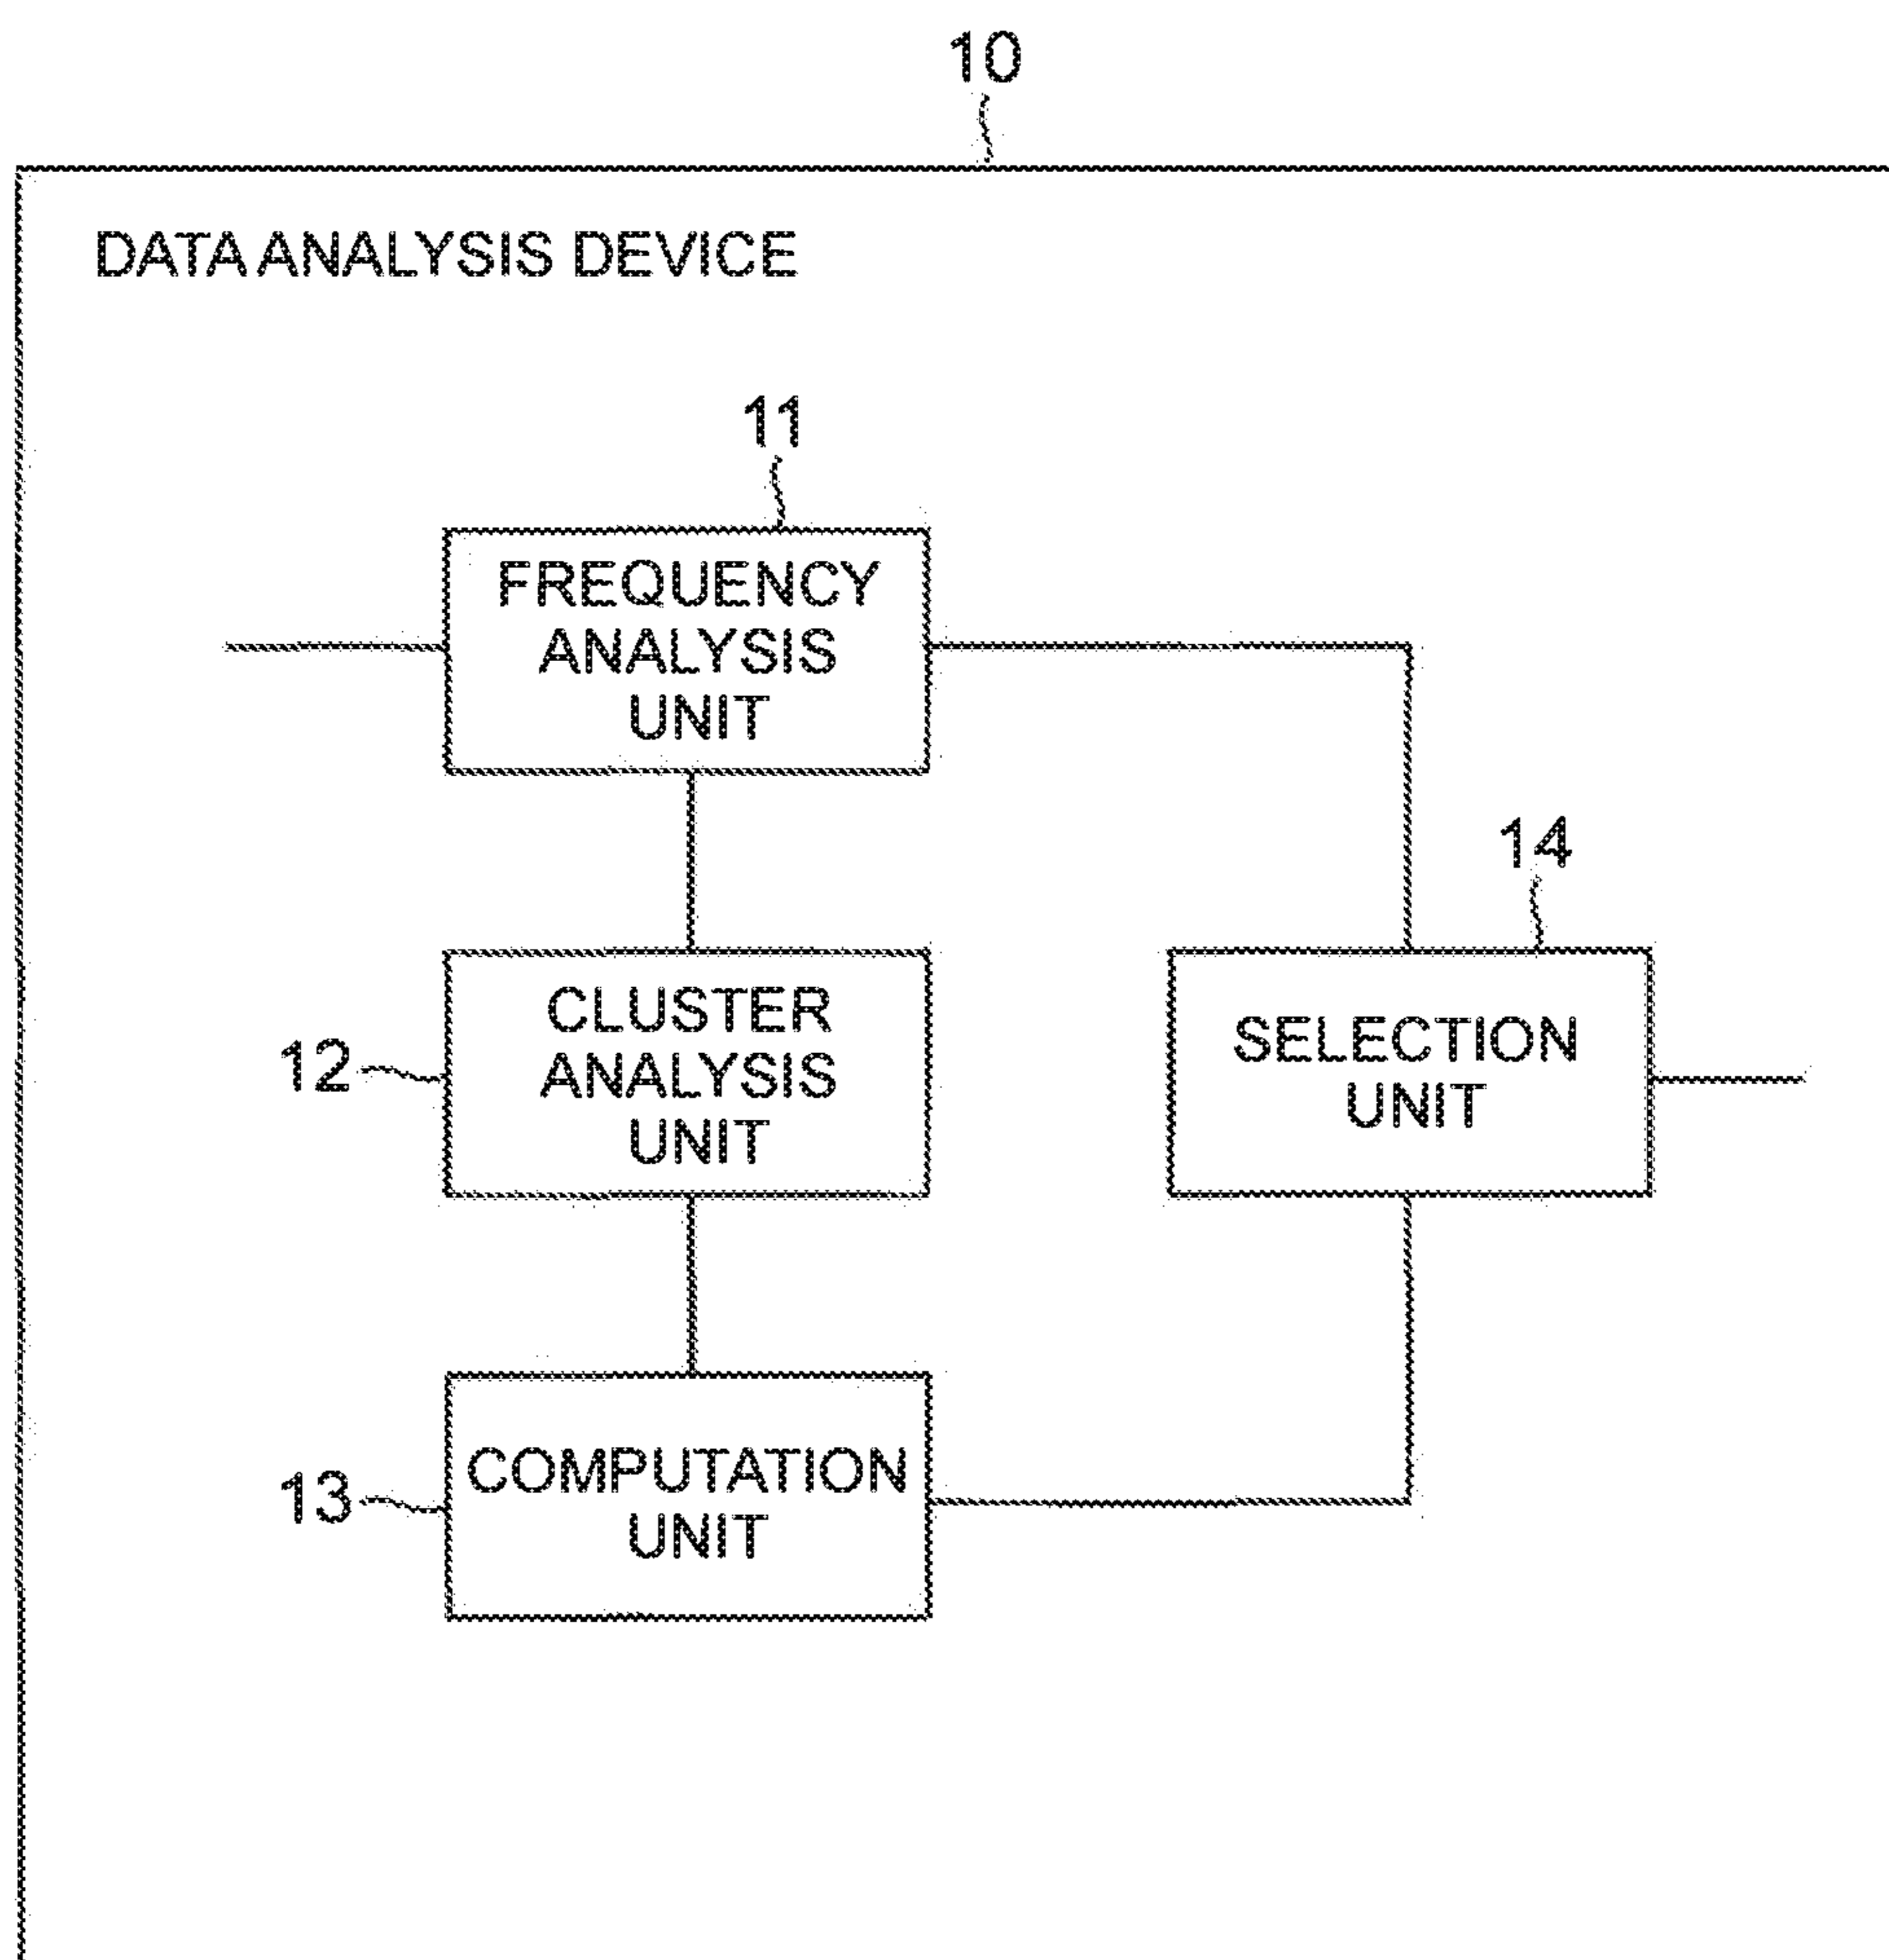 10
DATA ANALYSIS DEVICE
11
FREQUENCY
ANALYSIS
UNIT
14
12
CLUSTER
ANALYSIS
UNIT
SELECTION
UNIT
13
COMPUTATION
UNIT